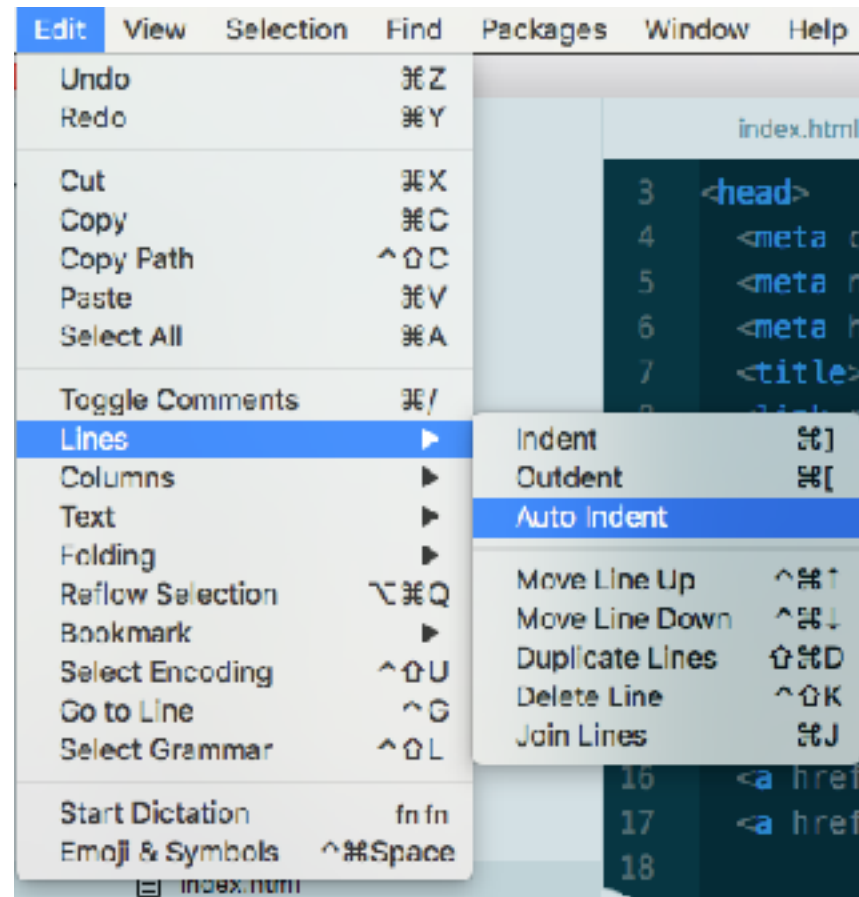 Edit View Selection Find Packages Window Help
Undo ⌘Z
Redo ⌘Y
Cut ⌘X
Copy ⌘C
Copy Path ^⇧C
Paste ⌘V
Select All ⌘A
Toggle Comments ⌘/
Lines ▶
Columns ▶
Text ▶
Folding ▶
Reflow Selection ⌥⌘Q
Bookmark ▶
Select Encoding ^⇧U
Go to Line ^G
Select Grammar ^⇧L
Start Dictation fn fn
Emoji & Symbols ^⌘Space
index.html
Indent ⌘]
Outdent ⌘[
Auto Indent
Move Line Up ^⌘↑
Move Line Down ^⌘↓
Duplicate Lines ⇧⌘D
Delete Line ^⇧K
Join Lines ⌘J
index.html
3 <head>
4 <meta
5 <meta
6 <meta
7 <title>
16 <a href
17 <a href
18